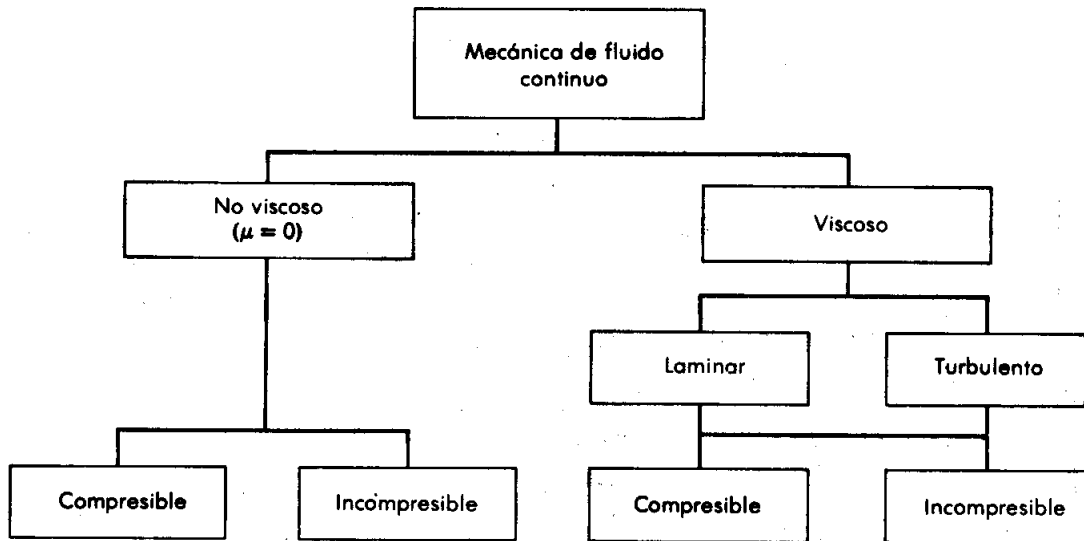 Mecánica de fluido
continuo
No viscoso
(μ = 0)
Viscoso
Laminar
Turbulento
Compresible
Incompresible
Compresible
Incompresible